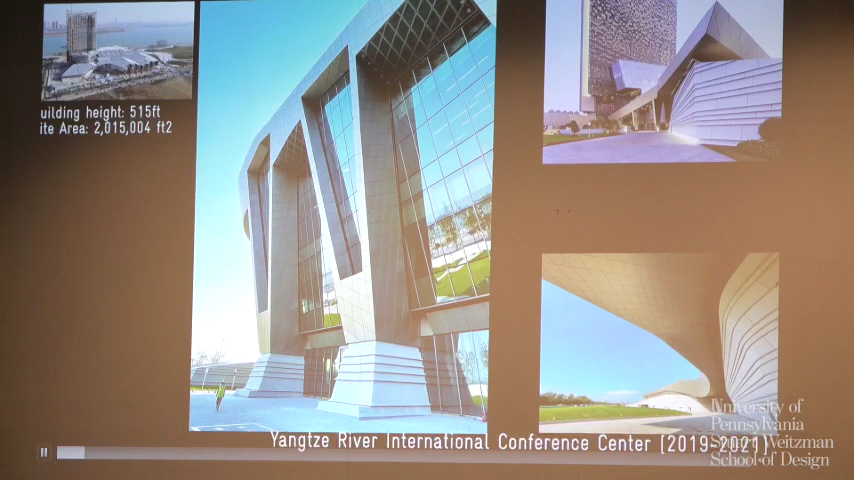 uilding height: 515ft
ite Area: 2,015,004 ft2
Yangtze River International Conference Center [2019-2021]
University of
Pennsylvania
Stuart Weitzman
School of Design